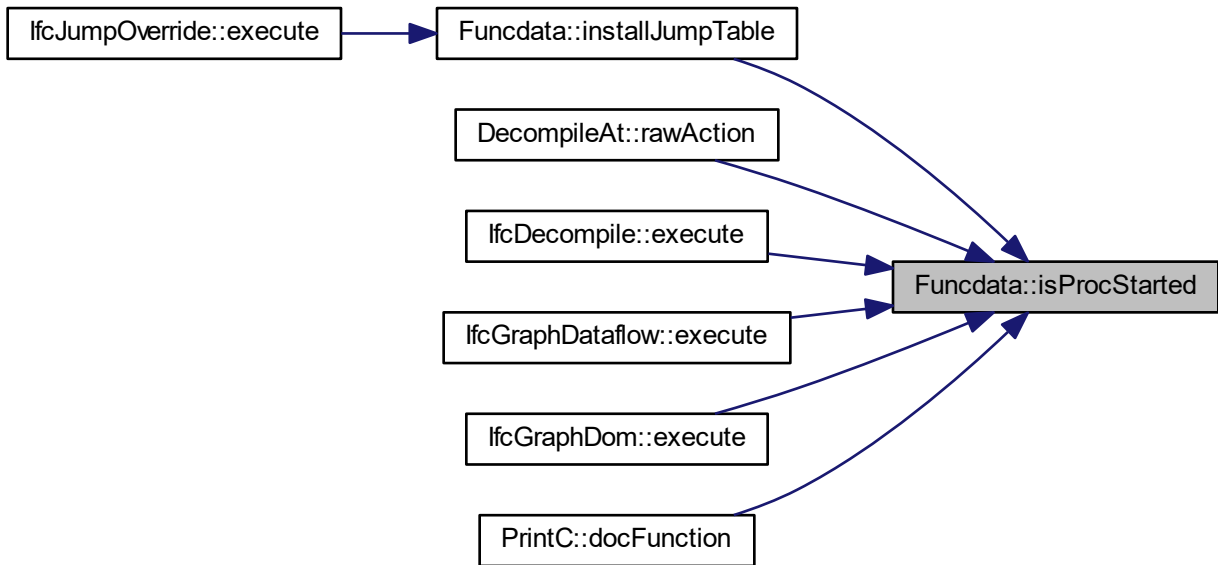 IfcJumpOverride::execute
Funcdata::installJumpTable
DecompileAt::rawAction
IfcDecompile::execute
Funcdata::isProcStarted
IfcGraphDataflow::execute
IfcGraphDom::execute
PrintC::docFunction